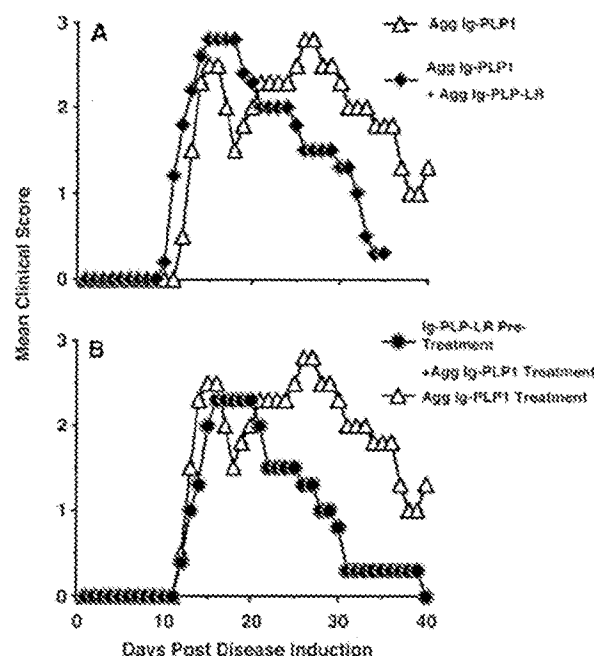 A
Agg Ig-PLP1
Agg Ig-PLP1
+ Agg Ig-PLP-LR
3
2
1
0
Mean Clinical Score
B
Ig-PLP-LR Pre-
Treatment
+Agg Ig-PLP1 Treatment
Agg Ig-PLP1 Treatment
3
2
1
0
0 10 20 30 40
Days Post Disease Induction